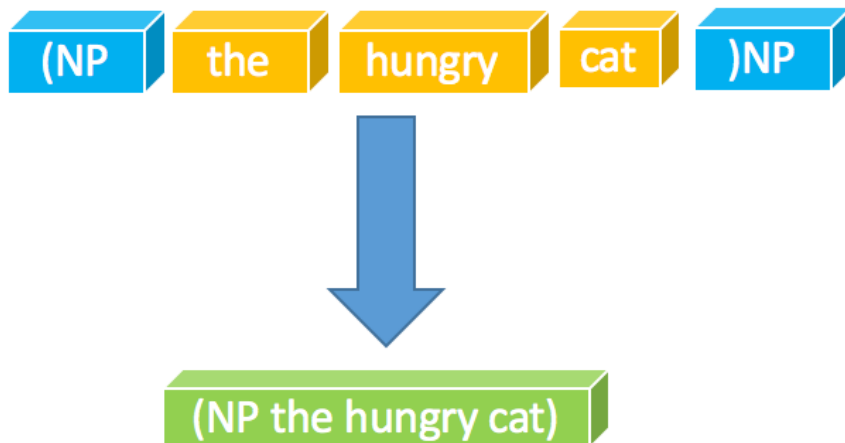 (NP the hungry cat )NP
(NP the hungry cat)